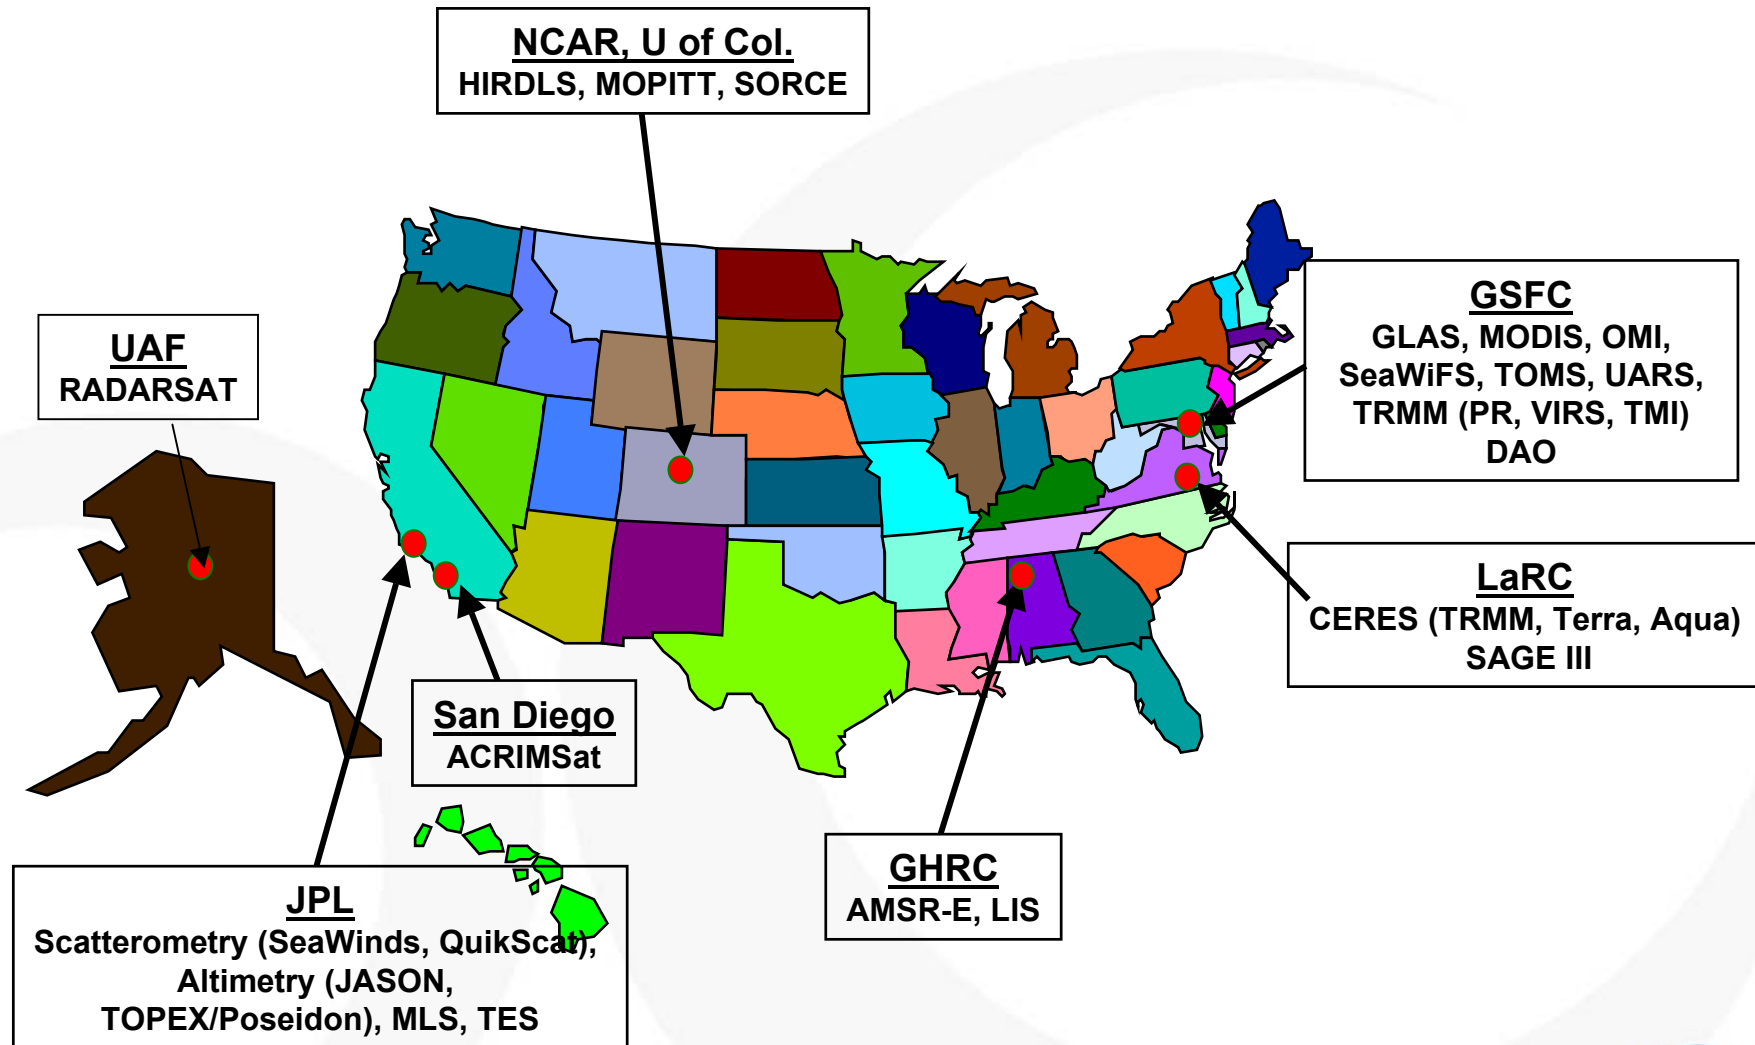 NCAR, U of Col.
HIRDLS, MOPITT, SORCE
UAF
RADARSAT
GSFC
GLAS, MODIS, OMI,
SeaWiFS, TOMS, UARS,
TRMM (PR, VIRS, TMI)
DAO
LaRC
CERES (TRMM, Terra, Aqua)
SAGE III
San Diego
ACRIMSat
GHRC
AMSR-E, LIS
JPL
Scatterometry (SeaWinds, QuikScat),
Altimetry (JASON,
TOPEX/Poseidon), MLS, TES